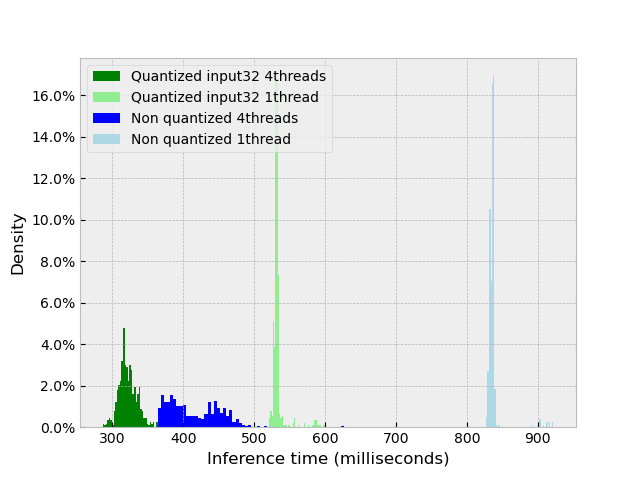 Quantized input32 4threads
Quantized input32 1thread
Non quantized 4threads
Non quantized 1thread
16.0%
14.0%
12.0%
10.0%
8.0%
6.0%
4.0%
2.0%
0.0%
Density
300 400 500 600 700 800 900
Inference time (milliseconds)